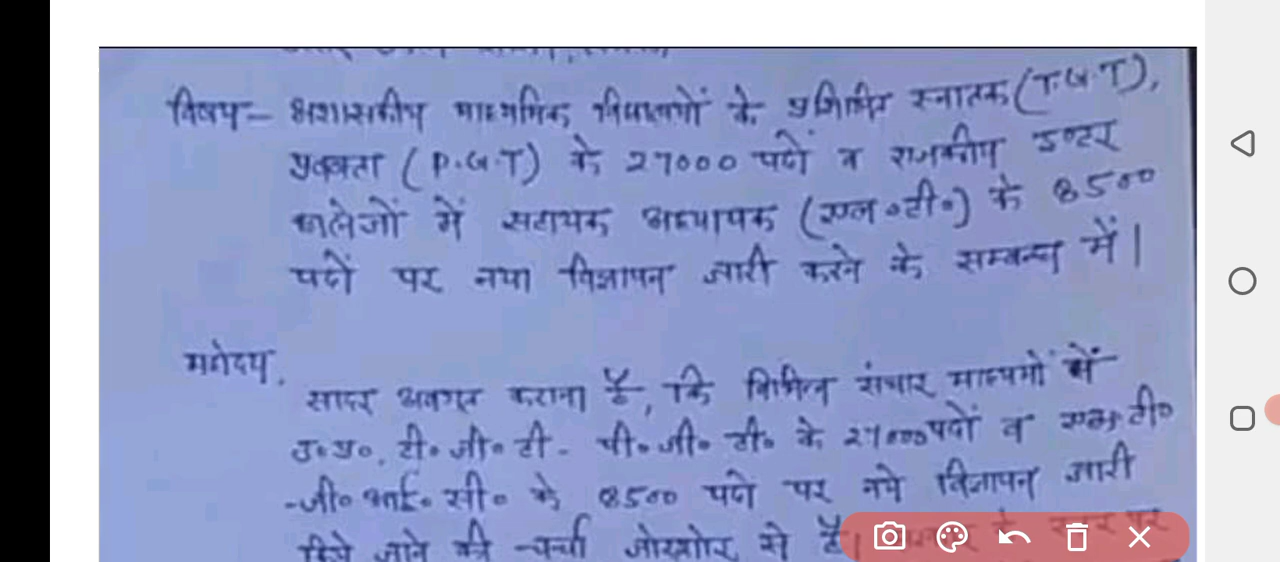 विषय- अशासकीय माध्यमिक विद्यालयों के प्रशिक्षित स्नातक (T.G.T),
प्रवक्ता (P.G.T) के 27000 पदों व राजकीय इण्टर
कालेजों में सहायक अध्यापक (एल०टी०) के 8500
पदों पर नया विज्ञापन जारी करने के सम्बन्ध में।
महोदय,
सादर अवगत कराना है, कि विभिन्न संचार माध्यमों से
उ०प्र०. टी०जी०टी- पी०जी०टी० के 27000 पदों व एल० टी०
-जी०आई०सी० के 8500 पदों पर नये विज्ञापन जारी
किये जाने की चर्चा जोरशोर से है।